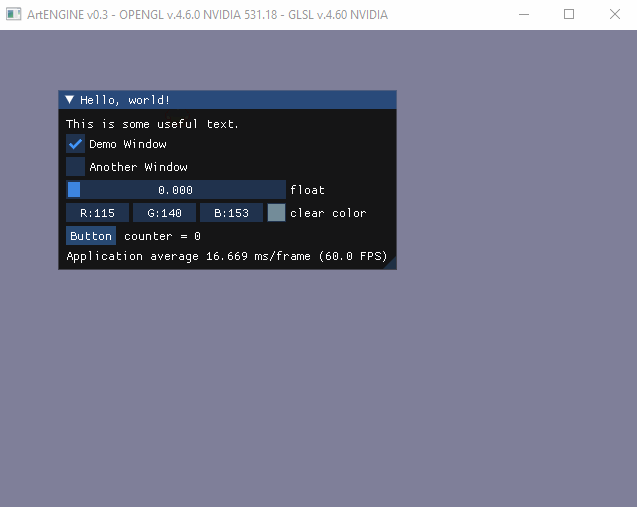 ArtENGINE v0.3 - OPENGL v.4.6.0 NVIDIA 531.18 - GLSL v.4.60 NVIDIA
Hello, world!
This is some useful text.
Demo Window
Another Window
0.000 float
R:115 G:140 B:153 clear color
Button counter = 0
Application average 16.669 ms/frame (60.0 FPS)